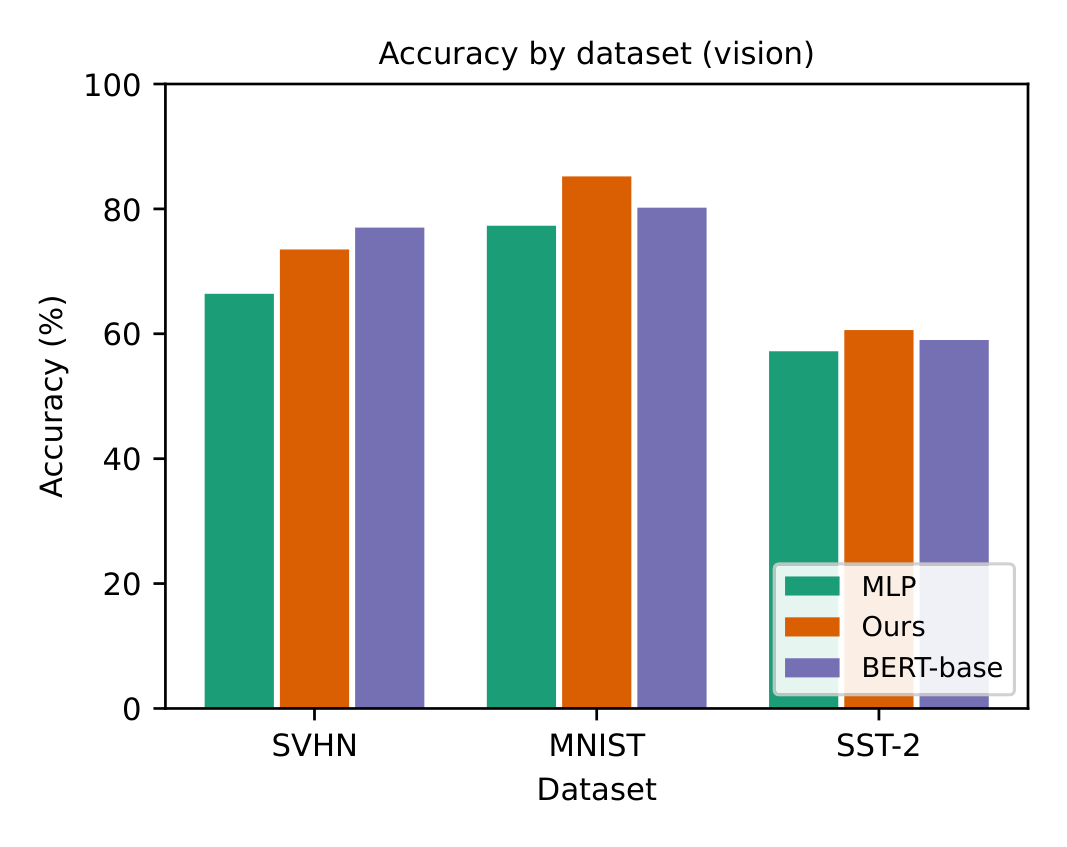 Accuracy by dataset (vision)
100
80
60
40
20
0
Accuracy (%)
MLP
Ours
BERT-base
SVHN
MNIST
SST-2
Dataset